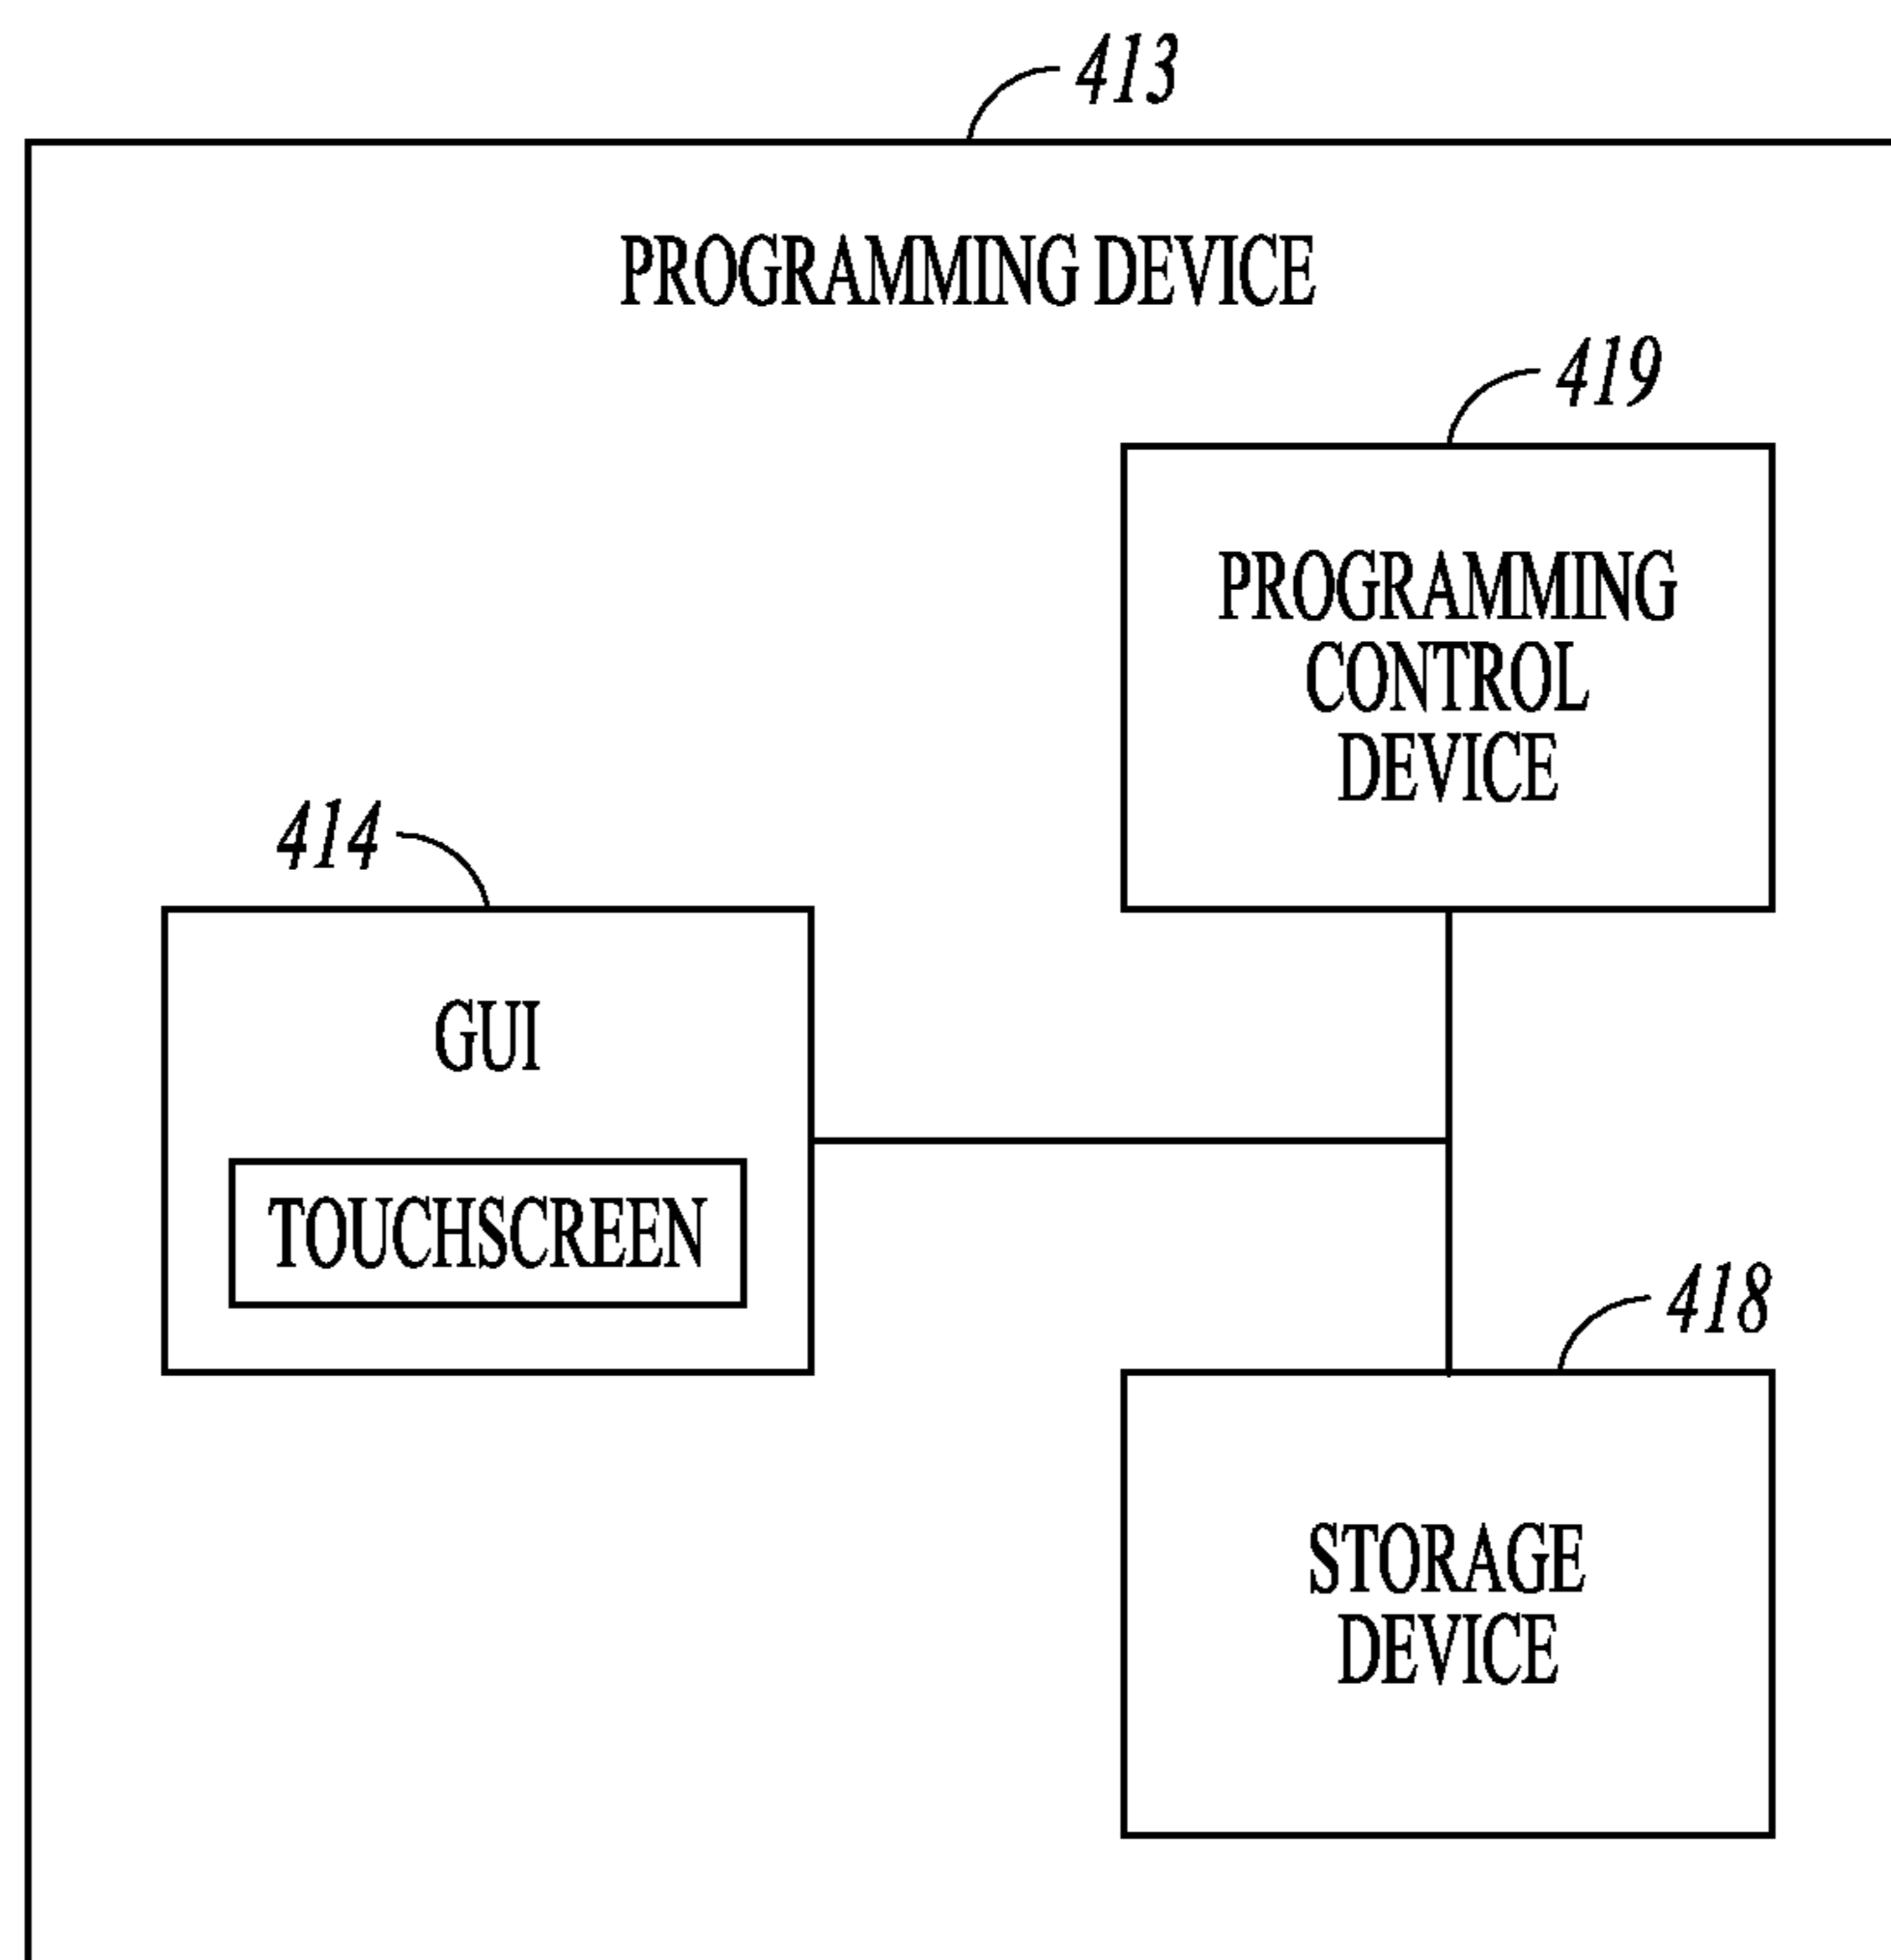 413
PROGRAMMING DEVICE
419
PROGRAMMING
CONTROL
DEVICE
414
GUI
TOUCHSCREEN
418
STORAGE
DEVICE